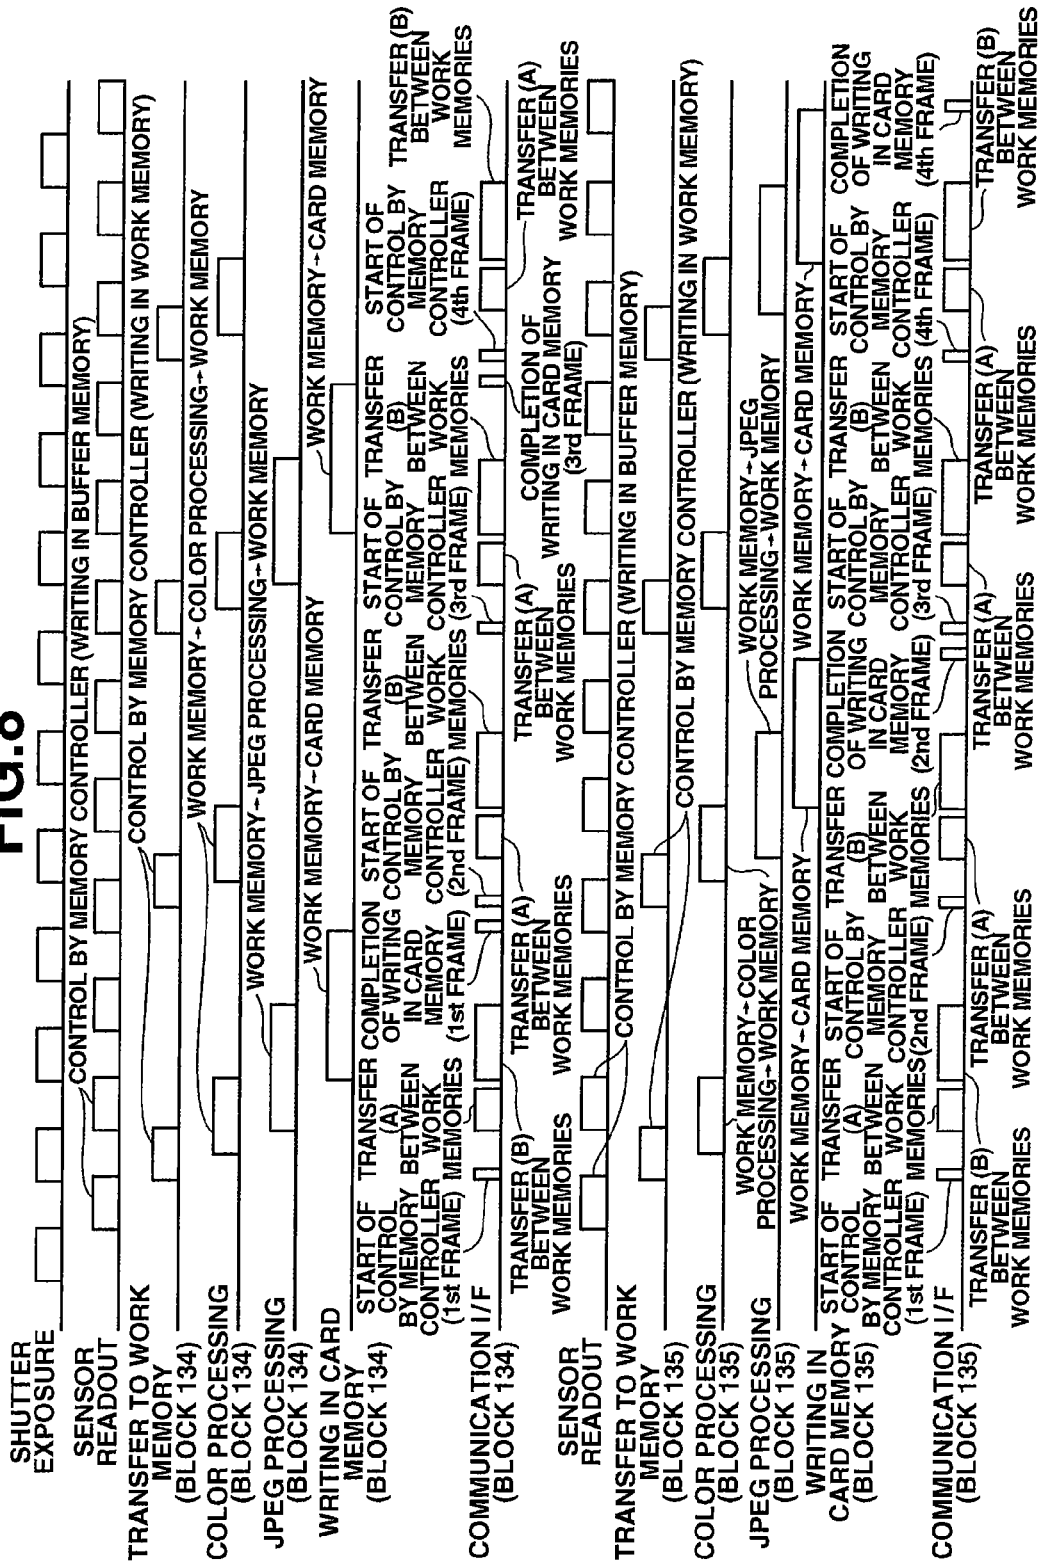 FIG.8
SHUTTER
EXPOSURE
SENSOR
READOUT
CONTROL BY MEMORY CONTROLLER (WRITING IN BUFFER MEMORY)
TRANSFER TO WORK
MEMORY
(BLOCK 134)
CONTROL BY MEMORY CONTROLLER (WRITING IN WORK MEMORY)
COLOR PROCESSING
(BLOCK 134)
WORK MEMORY→COLOR PROCESSING→WORK MEMORY
JPEG PROCESSING
(BLOCK 134)
WORK MEMORY→JPEG PROCESSING→WORK MEMORY
WRITING IN CARD
MEMORY
(BLOCK 134)
WORK MEMORY→CARD MEMORY
WORK MEMORY→CARD MEMORY
COMMUNICATION I/F
(BLOCK 134)
START OF
CONTROL
BY MEMORY
CONTROLLER
(1st FRAME)
TRANSFER
(A)
BETWEEN
WORK
MEMORIES
COMPLETION
OF WRITING
IN CARD
MEMORY
(1st FRAME)
START OF
CONTROL BY
MEMORY
CONTROLLER
(2nd FRAME)
TRANSFER
(B)
BETWEEN
WORK
MEMORIES
START OF
CONTROL BY
MEMORY
CONTROLLER
(3rd FRAME)
TRANSFER
(B)
BETWEEN
WORK
MEMORIES
START OF
CONTROL BY
MEMORY
CONTROLLER
(4th FRAME)
TRANSFER (B)
BETWEEN
WORK
MEMORIES
TRANSFER (B)
BETWEEN
WORK MEMORIES
TRANSFER (A)
BETWEEN
WORK MEMORIES
TRANSFER (A)
BETWEEN
WORK MEMORIES
COMPLETION OF
WRITING IN CARD MEMORY
(3rd FRAME)
TRANSFER (A)
BETWEEN
WORK MEMORIES
SENSOR
READOUT
CONTROL BY MEMORY CONTROLLER (WRITING IN BUFFER MEMORY)
TRANSFER TO WORK
MEMORY
(BLOCK 135)
CONTROL BY MEMORY CONTROLLER (WRITING IN WORK MEMORY)
COLOR PROCESSING
(BLOCK 135)
WORK MEMORY→COLOR
PROCESSING→WORK MEMORY
JPEG PROCESSING
(BLOCK 135)
WORK MEMORY→JPEG
PROCESSING→WORK MEMORY
WRITING IN
CARD MEMORY
(BLOCK 135)
WORK MEMORY→CARD MEMORY
WORK MEMORY→CARD MEMORY
COMMUNICATION I/F
(BLOCK 135)
START OF
CONTROL
BY MEMORY
CONTROLLER
(1st FRAME)
TRANSFER
(A)
BETWEEN
WORK
MEMORIES
START OF
CONTROL BY
MEMORY
CONTROLLER
(2nd FRAME)
TRANSFER
(B)
BETWEEN
WORK
MEMORIES
COMPLETION
OF WRITING
IN CARD
MEMORY
(2nd FRAME)
START OF
CONTROL BY
MEMORY
CONTROLLER
(3rd FRAME)
TRANSFER
(B)
BETWEEN
WORK
MEMORIES
START OF
CONTROL BY
MEMORY
CONTROLLER
(4th FRAME)
COMPLETION
OF WRITING
IN CARD
MEMORY
(4th FRAME)
TRANSFER (B)
BETWEEN
WORK MEMORIES
TRANSFER (A)
BETWEEN
WORK MEMORIES
TRANSFER (A)
BETWEEN
WORK MEMORIES
TRANSFER (A)
BETWEEN
WORK MEMORIES
TRANSFER (B)
BETWEEN
WORK MEMORIES